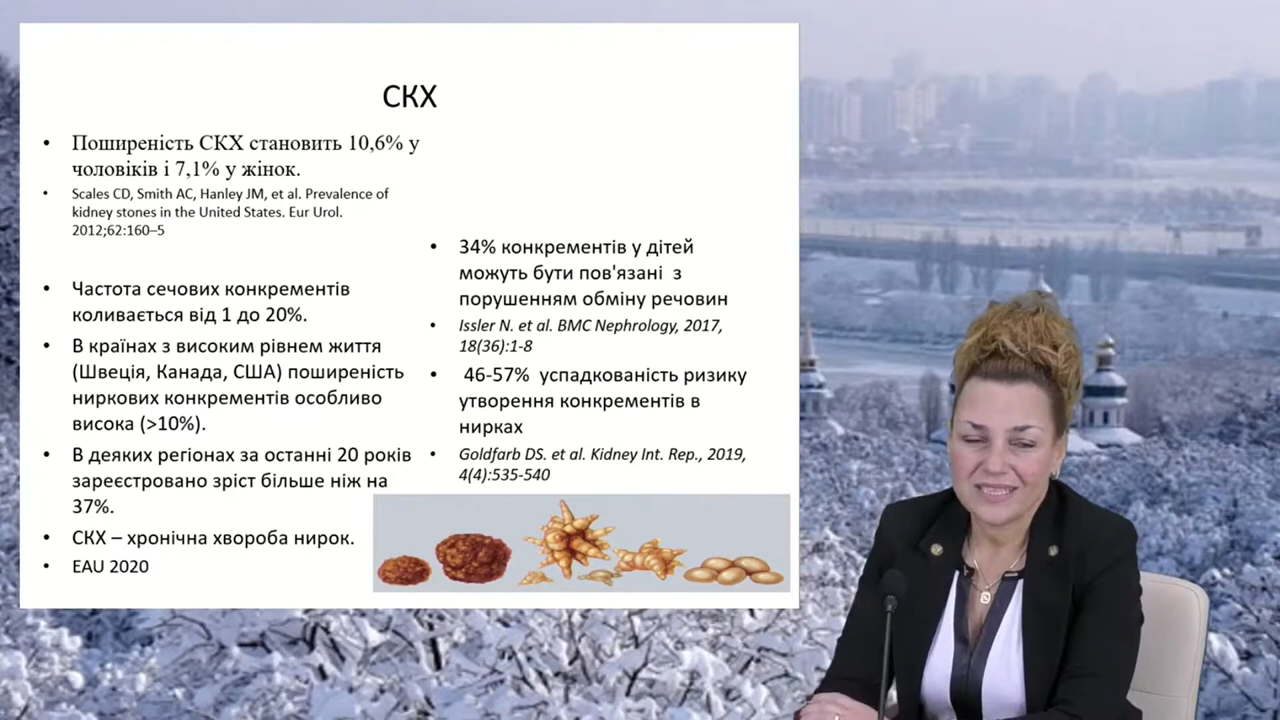 СКХ
• Поширеність СКХ становить 10,6% у
чоловіків і 7,1% у жінок.
• Scales CD, Smith AC, Hanley JM, et al. Prevalence of
kidney stones in the United States. Eur Urol.
2012;62:160–5
• Частота сечових конкрементів
коливається від 1 до 20%.
• В країнах з високим рівнем життя
(Швеція, Канада, США) поширеність
ниркових конкрементів особливо
висока (>10%).
• В деяких регіонах за останні 20 років
зареєстровано зріст більше ніж на
37%.
• СКХ – хронічна хвороба нирок.
• EAU 2020
• 34% конкрементів у дітей
можуть бути пов'язані з
порушенням обміну речовин
• Issler N. et al. BMC Nephrology, 2017,
18(36):1-8
• 46-57% успадкованість ризику
утворення конкрементів в
нирках
• Goldfarb DS. et al. Kidney Int. Rep., 2019,
4(4):535-540